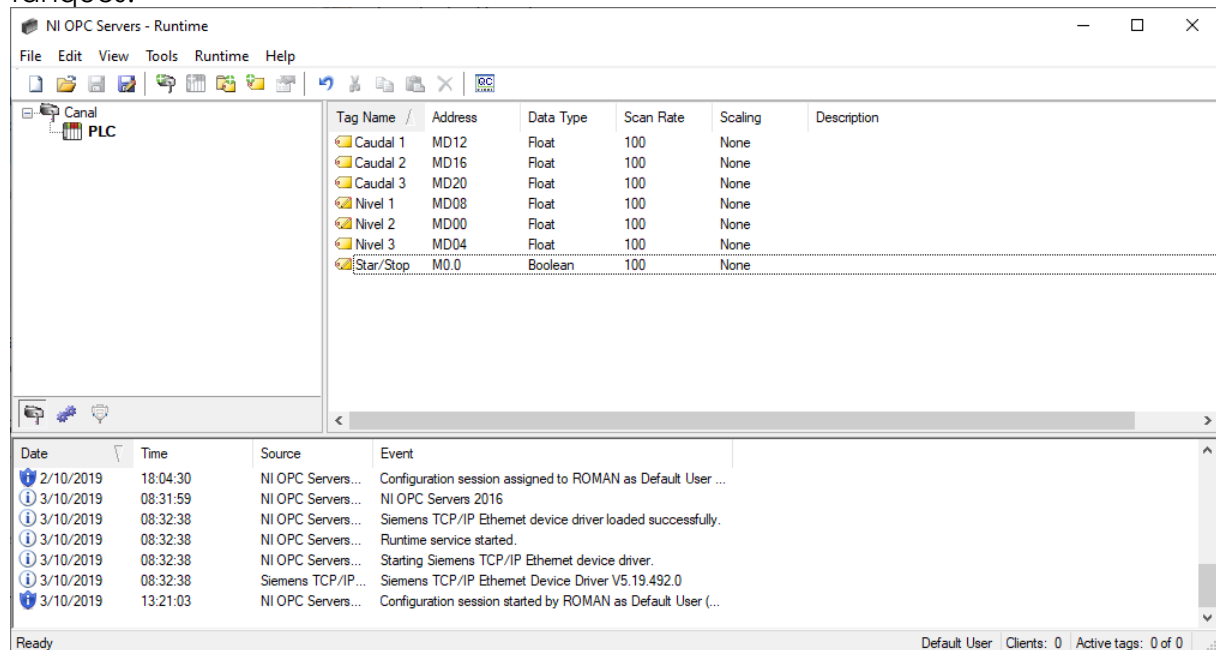 Tanques.
NI OPC Servers - Runtime
File Edit View Tools Runtime Help
QC
Canal
PLC
Tag Name Address Data Type Scan Rate Scaling Description
Caudal 1 MD12 Float 100 None
Caudal 2 MD16 Float 100 None
Caudal 3 MD20 Float 100 None
Nivel 1 MD08 Float 100 None
Nivel 2 MD00 Float 100 None
Nivel 3 MD04 Float 100 None
Star/Stop M0.0 Boolean 100 None
Date Time Source Event
2/10/2019 18:04:30 NI OPC Servers... Configuration session assigned to ROMAN as Default User ...
3/10/2019 08:31:59 NI OPC Servers... NI OPC Servers 2016
3/10/2019 08:32:38 NI OPC Servers... Siemens TCP/IP Ethernet device driver loaded successfully.
3/10/2019 08:32:38 NI OPC Servers... Runtime service started.
3/10/2019 08:32:38 NI OPC Servers... Starting Siemens TCP/IP Ethernet device driver.
3/10/2019 08:32:38 Siemens TCP/IP... Siemens TCP/IP Ethernet Device Driver V5.19.492.0
3/10/2019 13:21:03 NI OPC Servers... Configuration session started by ROMAN as Default User (...
Ready Default User Clients: 0 Active tags: 0 of 0